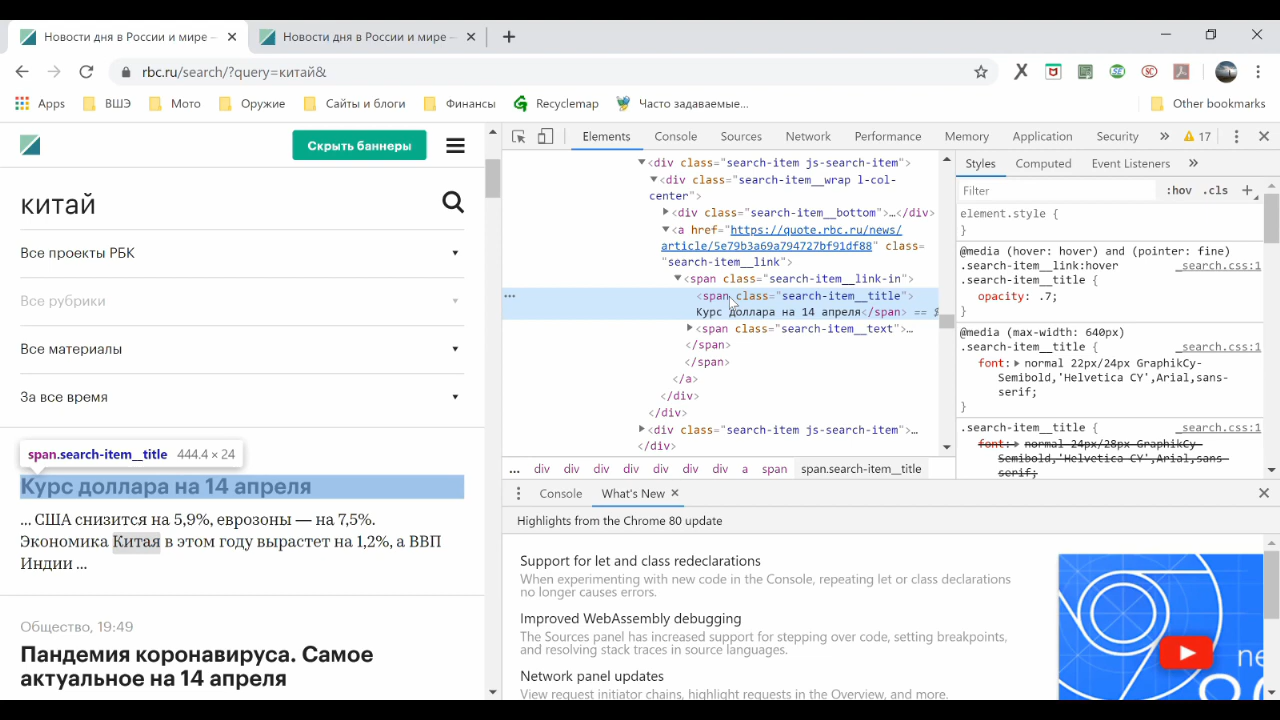 Новости дня в России и мире —
Новости дня в России и мире —
rbc.ru/search/?query=китай&
Apps
ВШЭ
Мото
Оружие
Сайты и блоги
Финансы
Recyclemap
Часто задаваемые...
Other bookmarks
Скрыть баннеры
китай
Все проекты РБК
Все рубрики
Все материалы
За все время
span.search-item__title 444.4 × 24
Курс доллара на 14 апреля
... США снизится на 5,9%, еврозоны — на 7,5%.
Экономика Китая в этом году вырастет на 1,2%, а ВВП
Индии ...
Общество, 19:49
Пандемия коронавируса. Самое
актуальное на 14 апреля
Elements Console Sources Network Performance Memory Application Security » 17
<div class="search-item js-search-item">
<div class="search-item__wrap l-col-
center">
<div class="search-item__bottom">…</div>
<a href="https://quote.rbc.ru/news/
article/5e79b3a69a794727bf91df88" class=
"search-item__link">
<span class="search-item__link-in">
<span class="search-item__title">
Курс доллара на 14 апреля</span> ==
<span class="search-item__text">…
</span>
</span>
</a>
</div>
</div>
<div class="search-item js-search-item">…
</div>
... div div div div div div div a span span.search-item__title
Styles Computed Event Listeners »
Filter :hov .cls +
element.style {
}
@media (hover: hover) and (pointer: fine)
.search-item__link:hover _search.css:1
.search-item__title {
opacity: .7;
}
@media (max-width: 640px)
.search-item__title { _search.css:1
font: normal 22px/24px GraphikCy-
Semibold,'Helvetica CY',Arial,sans-
serif;
}
.search-item__title { _search.css:1
font: normal 24px/28px GraphikCy-
Semibold,'Helvetica CY',Arial,sans-
serif;
Console What's New
Highlights from the Chrome 80 update
Support for let and class redeclarations
When experimenting with new code in the Console, repeating let or class declarations
no longer causes errors.
Improved WebAssembly debugging
The Sources panel has increased support for stepping over code, setting breakpoints,
and resolving stack traces in source languages.
Network panel updates
View request initiator chains, highlight requests in the Overview, and more.